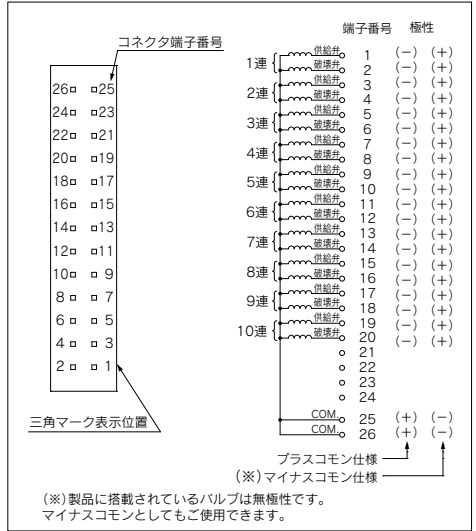 コネクタ端子番号
26 25
24 23
22 21
20 19
18 17
16 15
14 13
12 11
10 9
8 7
6 5
4 3
2 1
三角マーク表示位置
端子番号 極性
1連 供給弁 1 (−) (+)
破壊弁 2 (−) (+)
2連 供給弁 3 (−) (+)
破壊弁 4 (−) (+)
3連 供給弁 5 (−) (+)
破壊弁 6 (−) (+)
4連 供給弁 7 (−) (+)
破壊弁 8 (−) (+)
5連 供給弁 9 (−) (+)
破壊弁 10 (−) (+)
6連 供給弁 11 (−) (+)
破壊弁 12 (−) (+)
7連 供給弁 13 (−) (+)
破壊弁 14 (−) (+)
8連 供給弁 15 (−) (+)
破壊弁 16 (−) (+)
9連 供給弁 17 (−) (+)
破壊弁 18 (−) (+)
10連 供給弁 19 (−) (+)
破壊弁 20 (−) (+)
21
22
23
24
COM. 25 (+) (−)
COM. 26 (+) (−)
プラスコモン仕様
(※)マイナスコモン仕様
(※)製品に搭載されているバルブは無極性です。
マイナスコモンとしてもご使用できます。